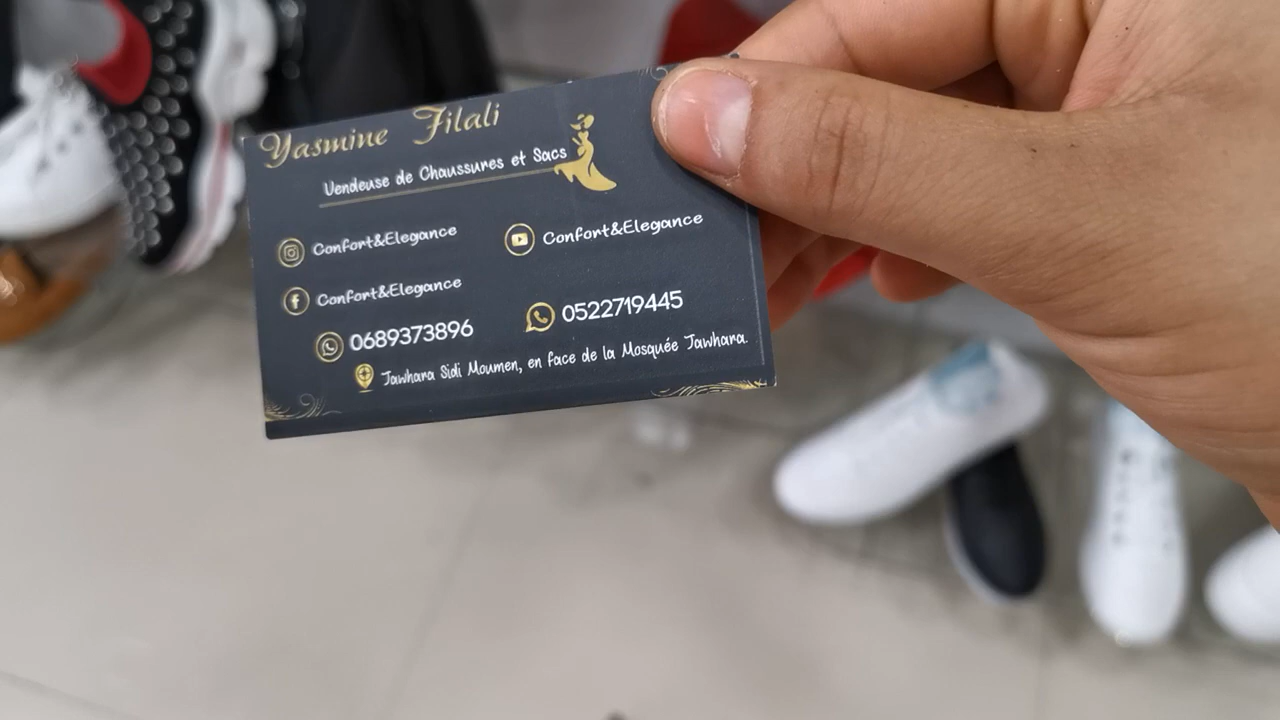 Yasmine Filali
Vendeuse de Chaussures et Sacs
Confort&Elegance
Confort&Elegance
Confort&Elegance
0689373896
0522719445
Jawhara Sidi Moumen, en face de la Mosquée Jawhara.